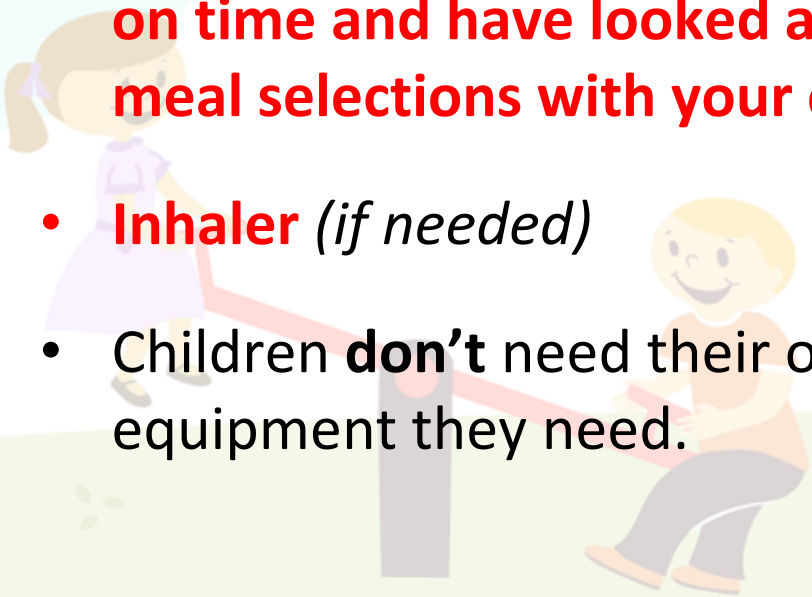 on time and have looked
meal selections with your
• Inhaler (if needed)
• Children don’t need their
equipment they need.